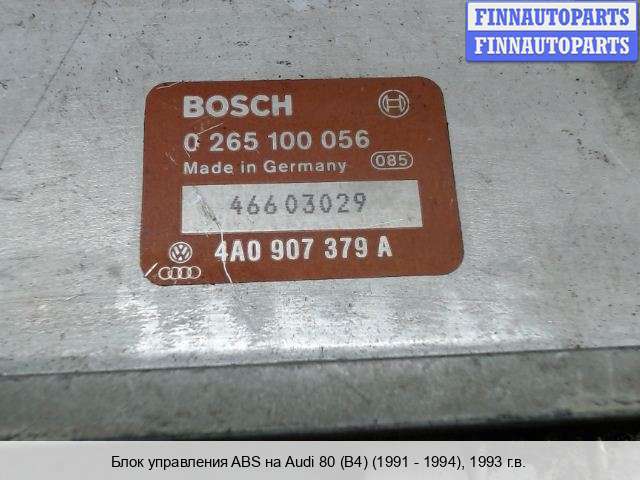 FINNAUTOPARTS
FINNAUTOPARTS
BOSCH
0 265 100 056
Made in Germany 085
46603029
4A0 907 379 A
Блок управления ABS на Audi 80 (B4) (1991 - 1994), 1993 г.в.